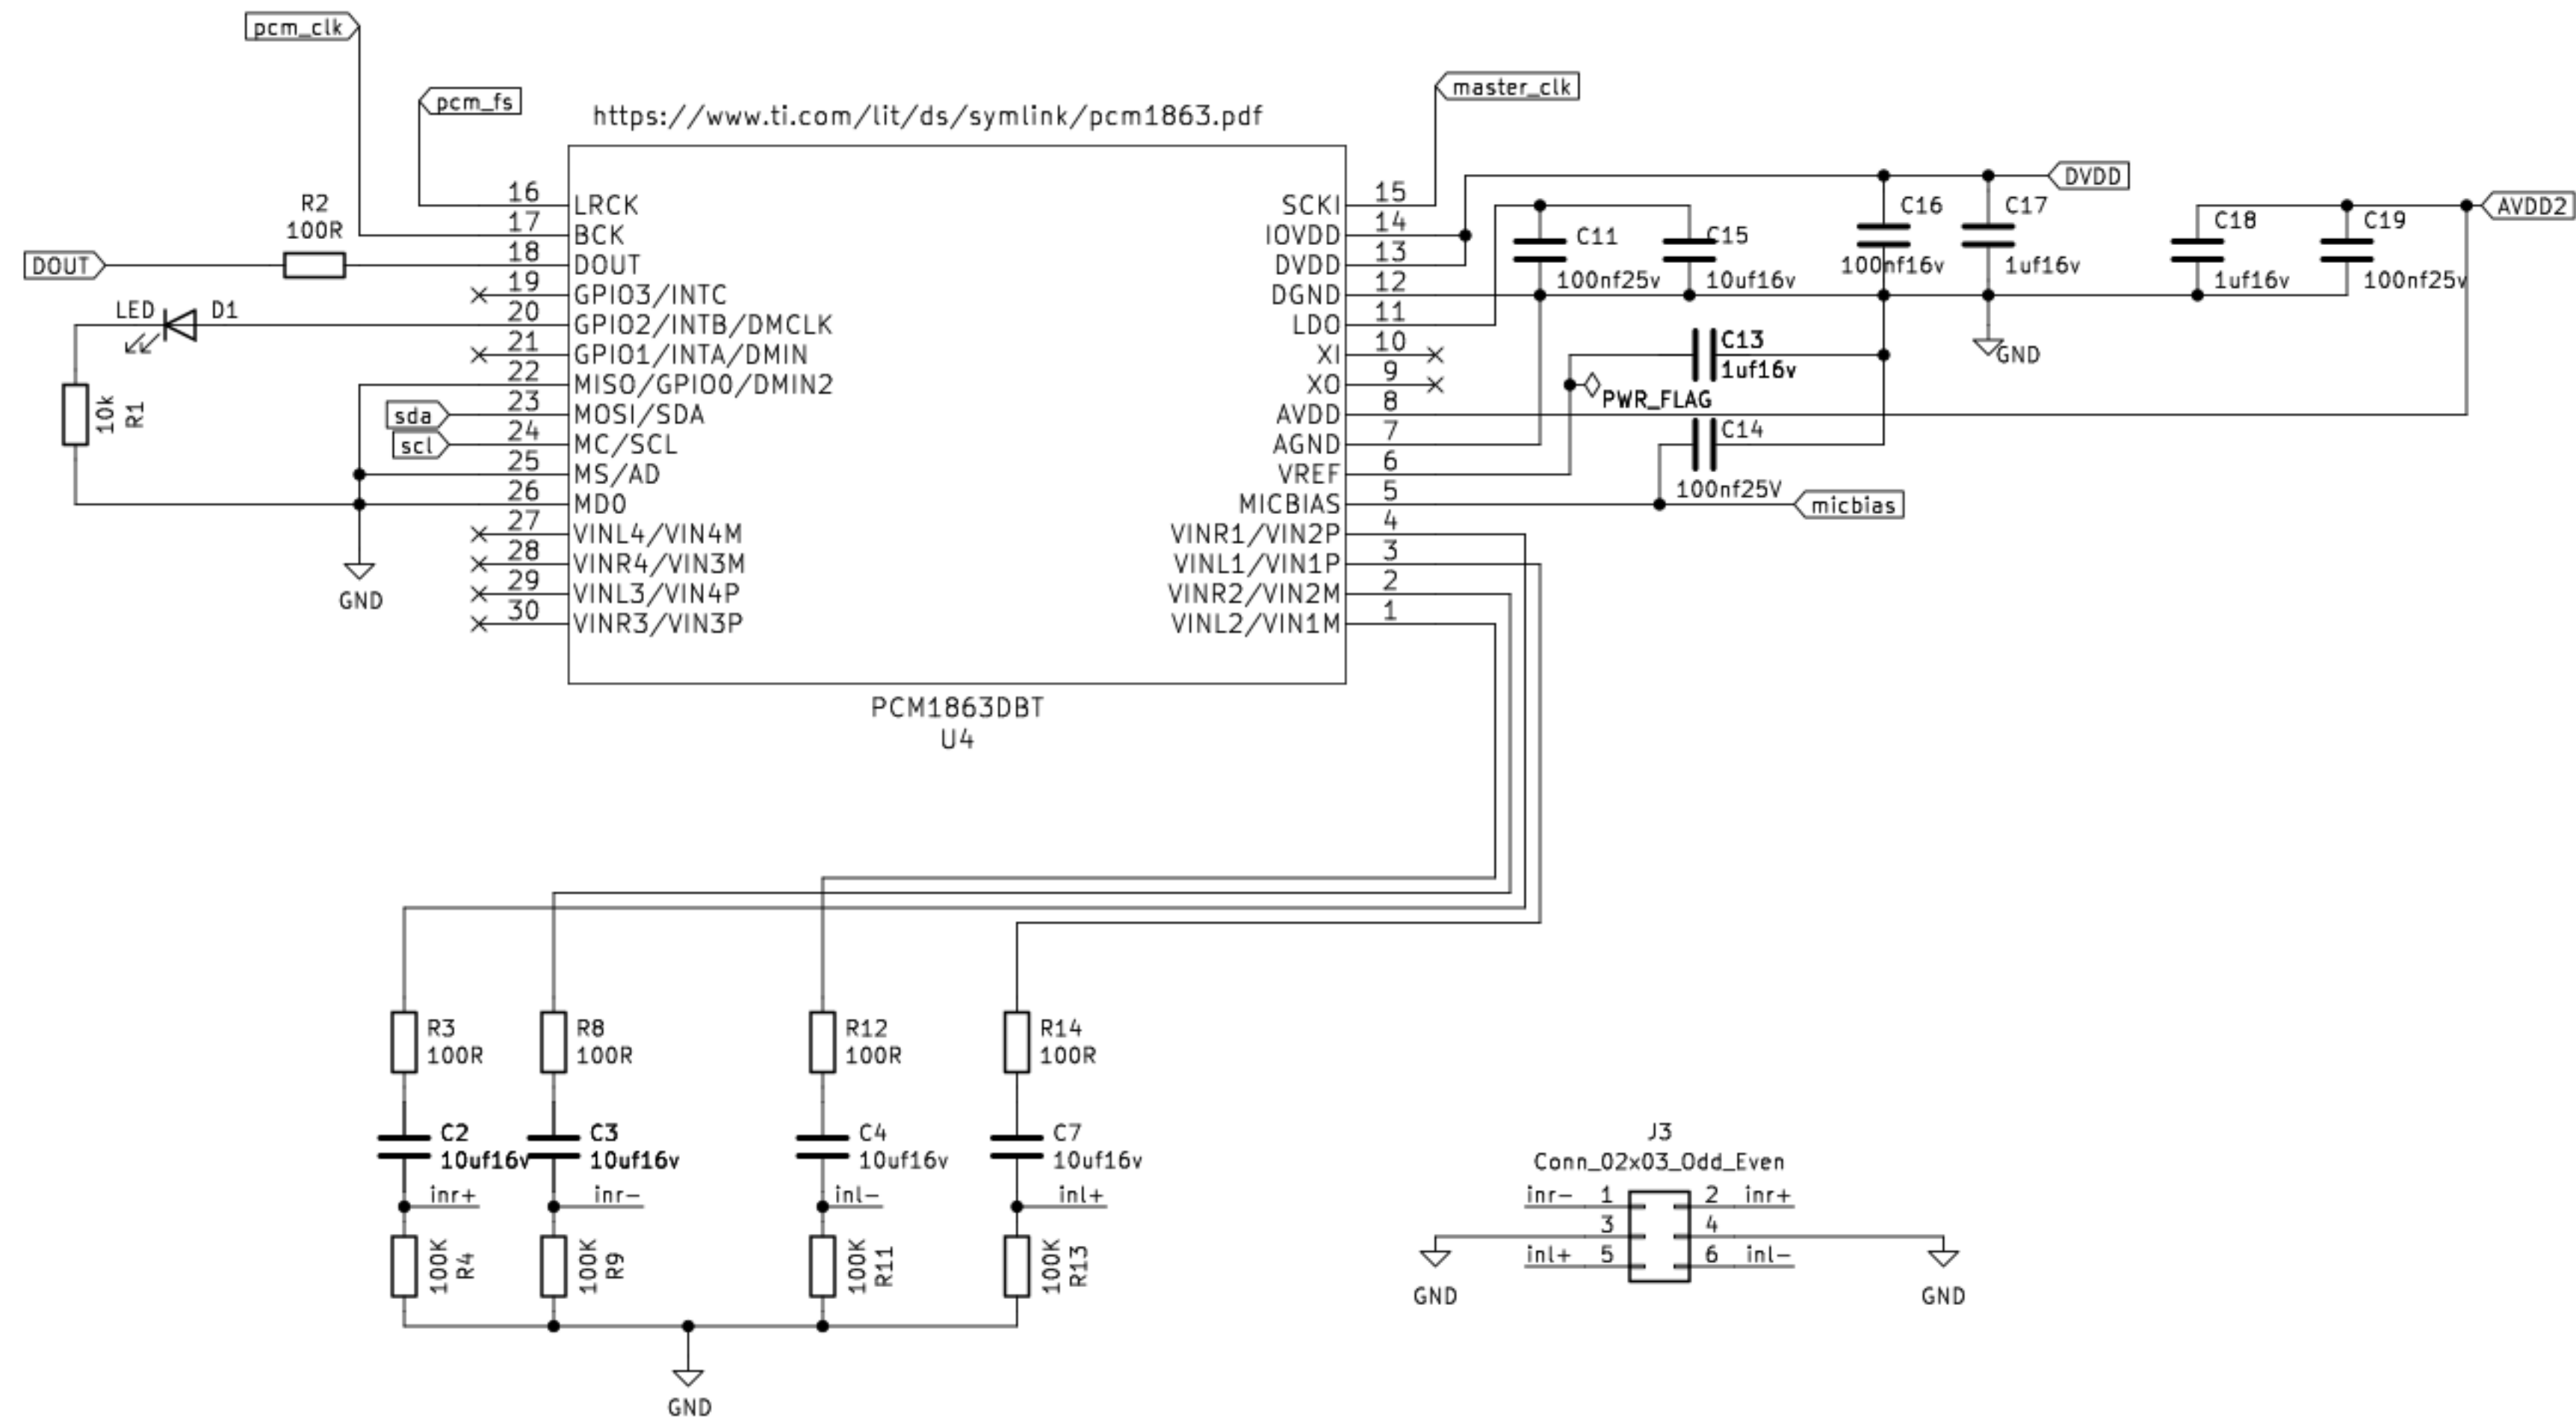 pcm_clk
pcm_fs
https://www.ti.com/lit/ds/symlink/pcm1863.pdf
master_clk
DVDD
AVDD2
R2
100R
DOUT
LED
D1
10k
R1
sda
scl
GND
16 LRCK
17 BCK
18 DOUT
19 GPIO3/INTC
20 GPIO2/INTB/DMCLK
21 GPIO1/INTA/DMIN
22 MISO/GPIO0/DMIN2
23 MOSI/SDA
24 MC/SCL
25 MS/AD
26 MD0
27 VINL4/VIN4M
28 VINR4/VIN3M
29 VINL3/VIN4P
30 VINR3/VIN3P
SCKI 15
IOVDD 14
DVDD 13
DGND 12
LDO 11
XI 10
XO 9
AVDD 8
AGND 7
VREF 6
MICBIAS 5
VINR1/VIN2P 4
VINL1/VIN1P 3
VINR2/VIN2M 2
VINL2/VIN1M 1
PCM1863DBT
U4
C11
100nf25v
C15
10uf16v
C16
100nf16v
C17
1uf16v
C18
1uf16v
C19
100nf25v
GND
C13
1uf16v
PWR_FLAG
C14
100nf25V
micbias
R3
100R
R8
100R
R12
100R
R14
100R
C2
10uf16v
C3
10uf16v
C4
10uf16v
C7
10uf16v
inr+
inr-
inl-
inl+
100K
R4
100K
R9
100K
R11
100K
R13
GND
J3
Conn_02x03_Odd_Even
inr- 1 2 inr+
3 4
inl+ 5 6 inl-
GND
GND